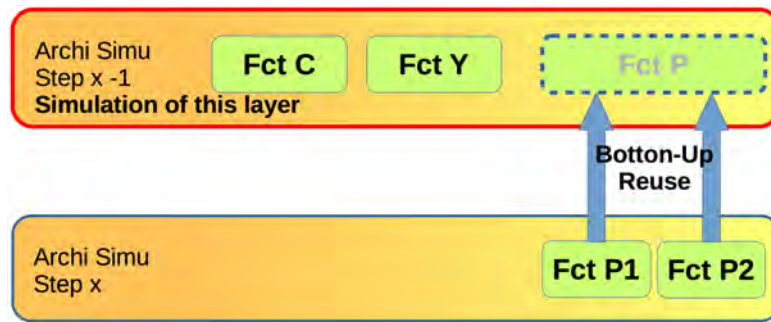 Archi Simu
Step x -1
Simulation of this layer
Fct C
Fct Y
Fct P
Botton-Up
Reuse
Archi Simu
Step x
Fct P1
Fct P2